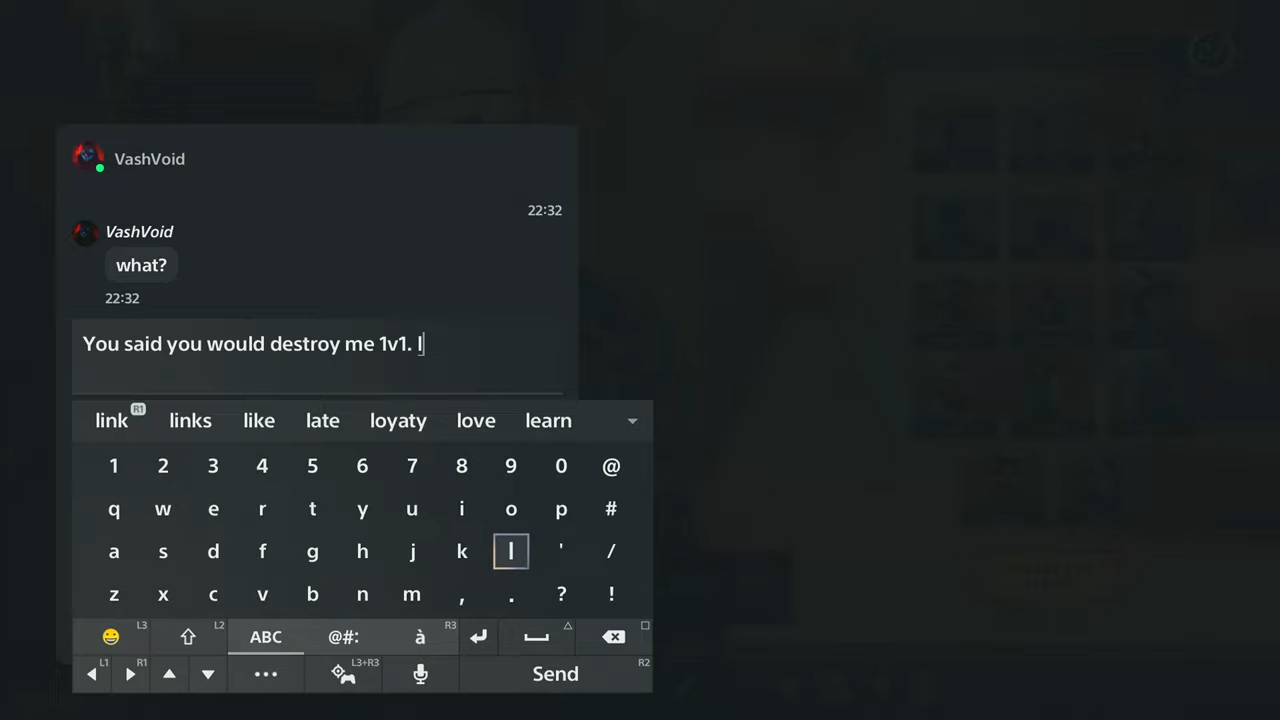 VashVoid
22:32
VashVoid
what?
22:32
You said you would destroy me 1v1. l
link R1 links like late loyaty love learn
1 2 3 4 5 6 7 8 9 0 @
q w e r t y u i o p #
a s d f g h j k l ' /
z x c v b n m , . ? !
L3 L2 ABC @#: à R3
L1 R1 ... L3+R3 Send R2